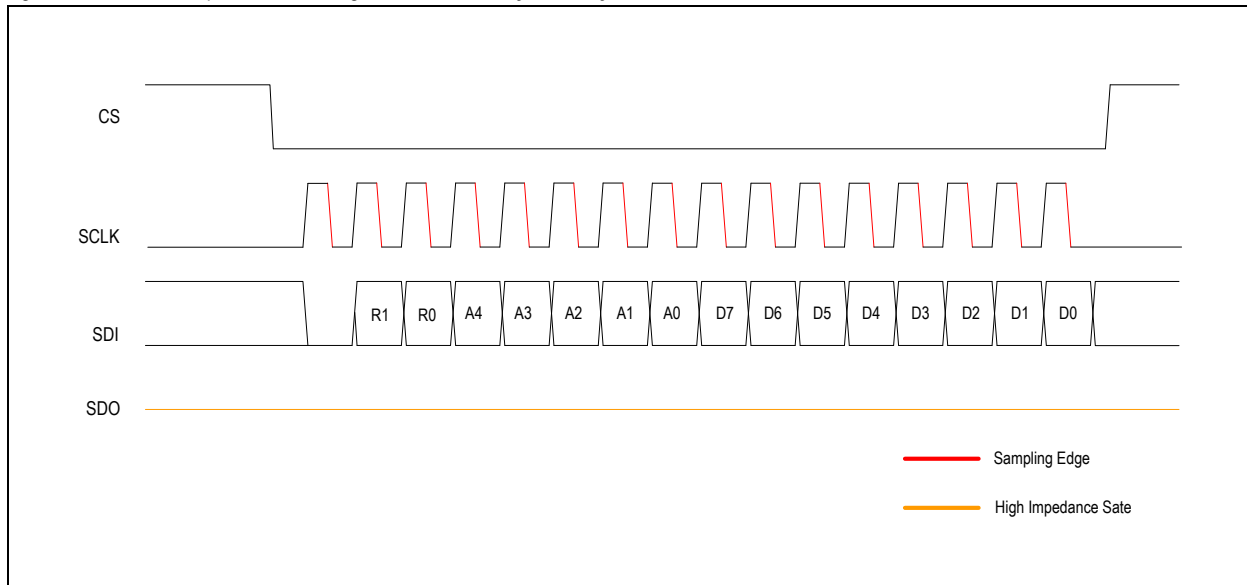 CS
SCLK
SDI
R1 R0 A4 A3 A2 A1 A0 D7 D6 D5 D4 D3 D2 D1 D0
SDO
Sampling Edge
High Impedance Sate